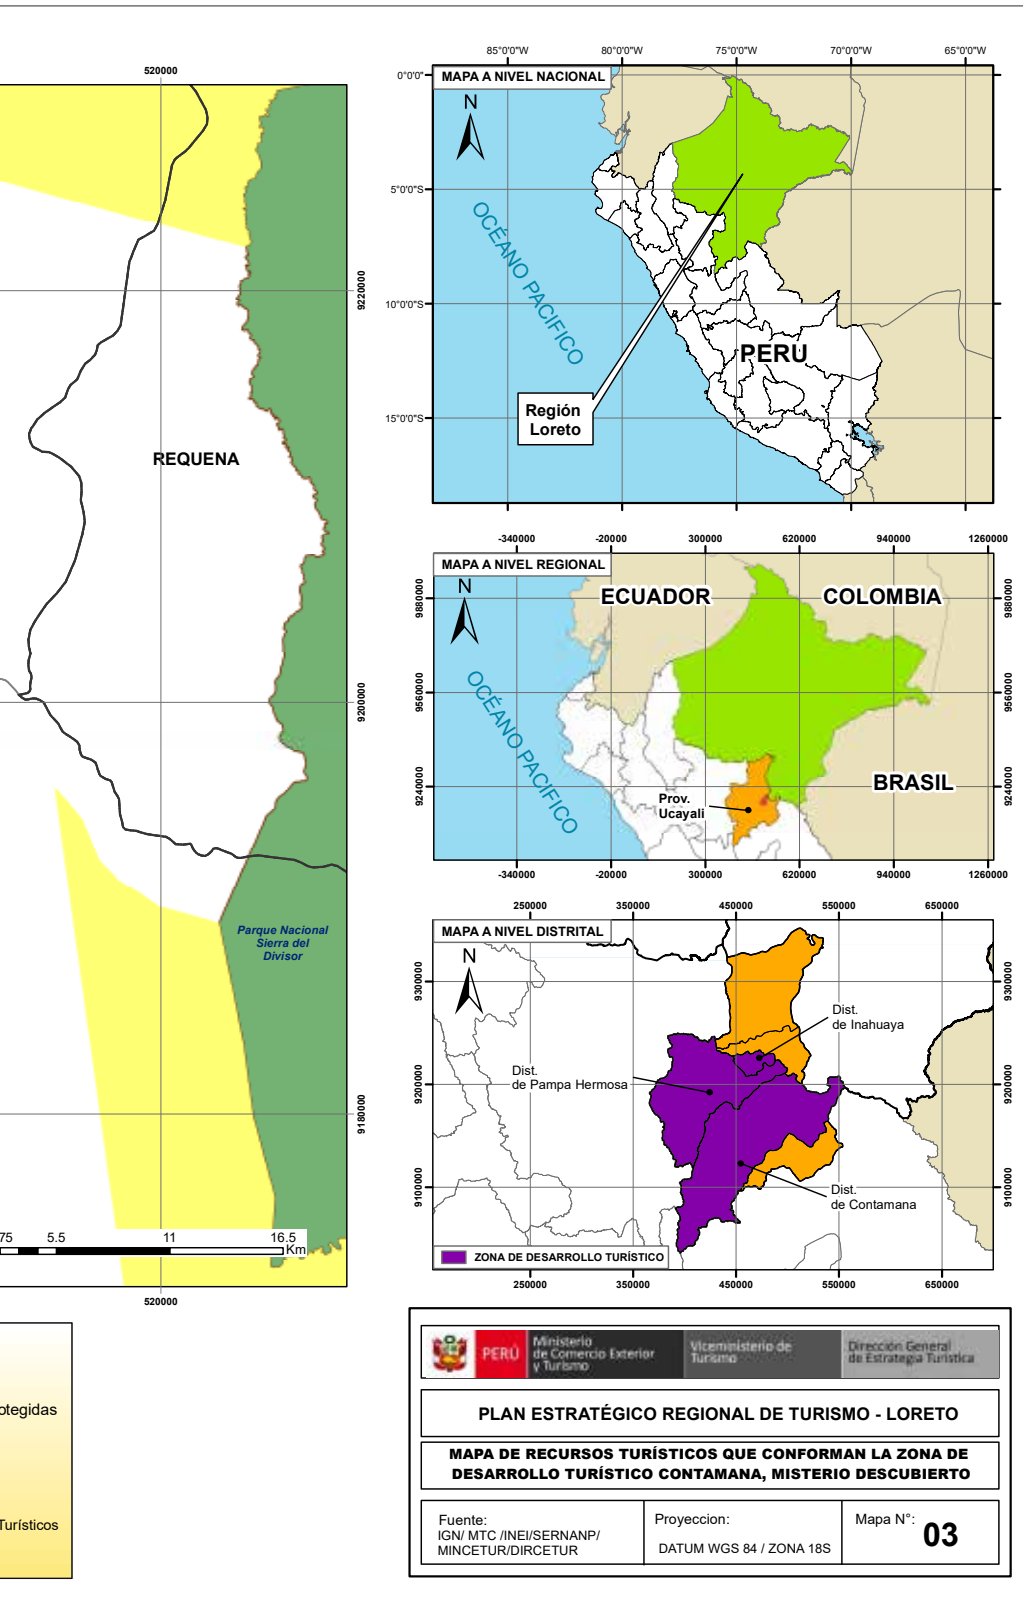 520000
9220000
REQUENA
9200000
Parque Nacional
Sierra del
Divisor
9180000
75 5.5 11 16.5
Km
520000
otegidas
Turísticos
85°0'0"W 80°0'0"W 75°0'0"W 70°0'0"W 65°0'0"W
MAPA A NIVEL NACIONAL
N
0°0'0"
5°0'0"S
10°0'0"S
15°0'0"S
OCÉANO PACIFICO
PERU
Región
Loreto
-340000 -20000 300000 620000 940000 1260000
MAPA A NIVEL REGIONAL
N
9880000 9880000
9560000 9560000
9240000 9240000
ECUADOR
COLOMBIA
OCÉANO PACIFICO
BRASIL
Prov.
Ucayali
-340000 -20000 300000 620000 940000 1260000
250000 350000 450000 550000 650000
MAPA A NIVEL DISTRITAL
N
9300000 9300000
9200000 9200000
9100000 9100000
Dist.
de Inahuaya
Dist.
de Pampa Hermosa
Dist.
de Contamana
ZONA DE DESARROLLO TURÍSTICO
250000 350000 450000 550000 650000
PERÚ
Ministerio
de Comercio Exterior
y Turismo
Viceministerio de
Turismo
Dirección General
de Estrategia Turística
PLAN ESTRATÉGICO REGIONAL DE TURISMO - LORETO
MAPA DE RECURSOS TURÍSTICOS QUE CONFORMAN LA ZONA DE
DESARROLLO TURÍSTICO CONTAMANA, MISTERIO DESCUBIERTO
Fuente:
IGN/ MTC /INEI/SERNANP/
MINCETUR/DIRCETUR
Proyeccion:
DATUM WGS 84 / ZONA 18S
Mapa N°:
03